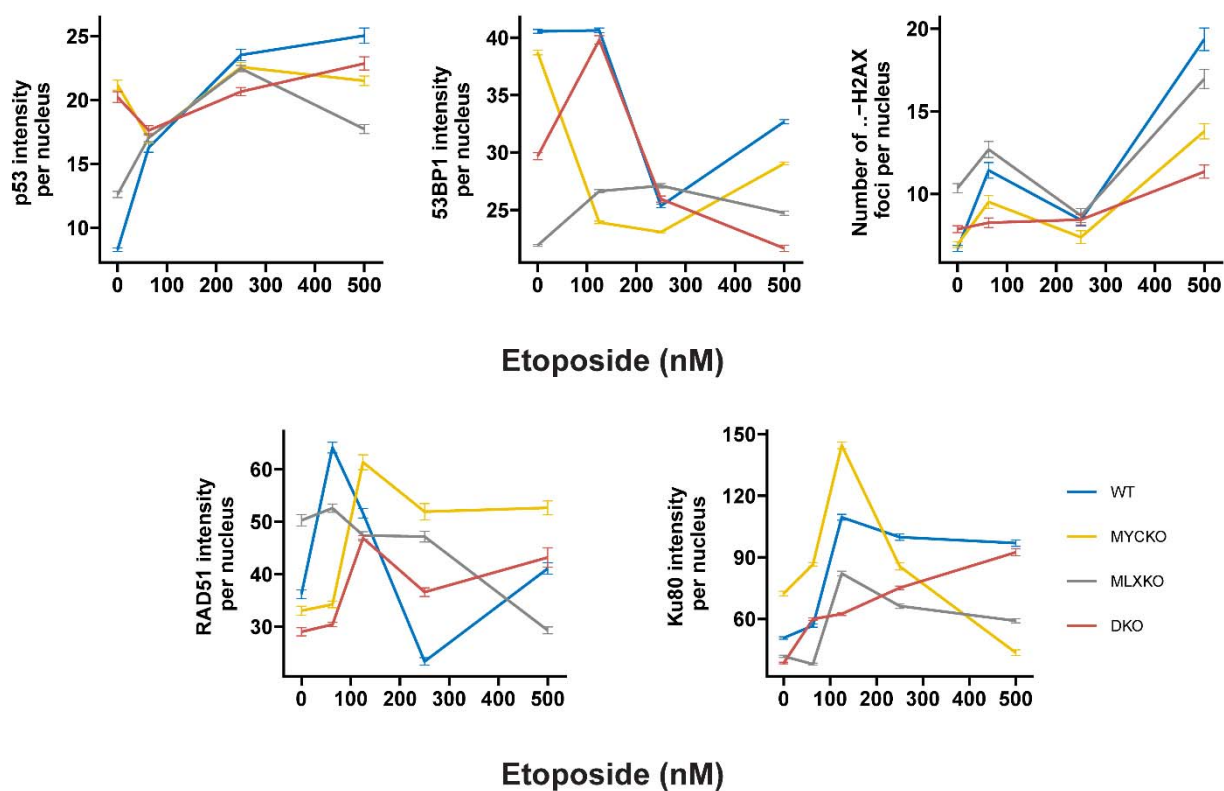 p53 intensity
per nucleus
25
20
15
10
0 100 200 300 400 500
53BP1 intensity
per nucleus
40
35
30
25
0 100 200 300 400 500
Number of ..–H2AX
foci per nucleus
20
15
10
0 100 200 300 400 500
Etoposide (nM)
RAD51 intensity
per nucleus
60
50
40
30
0 100 200 300 400 500
Ku80 intensity
per nucleus
150
120
90
60
0 100 200 300 400 500
WT
MYCKO
MLXKO
DKO
Etoposide (nM)